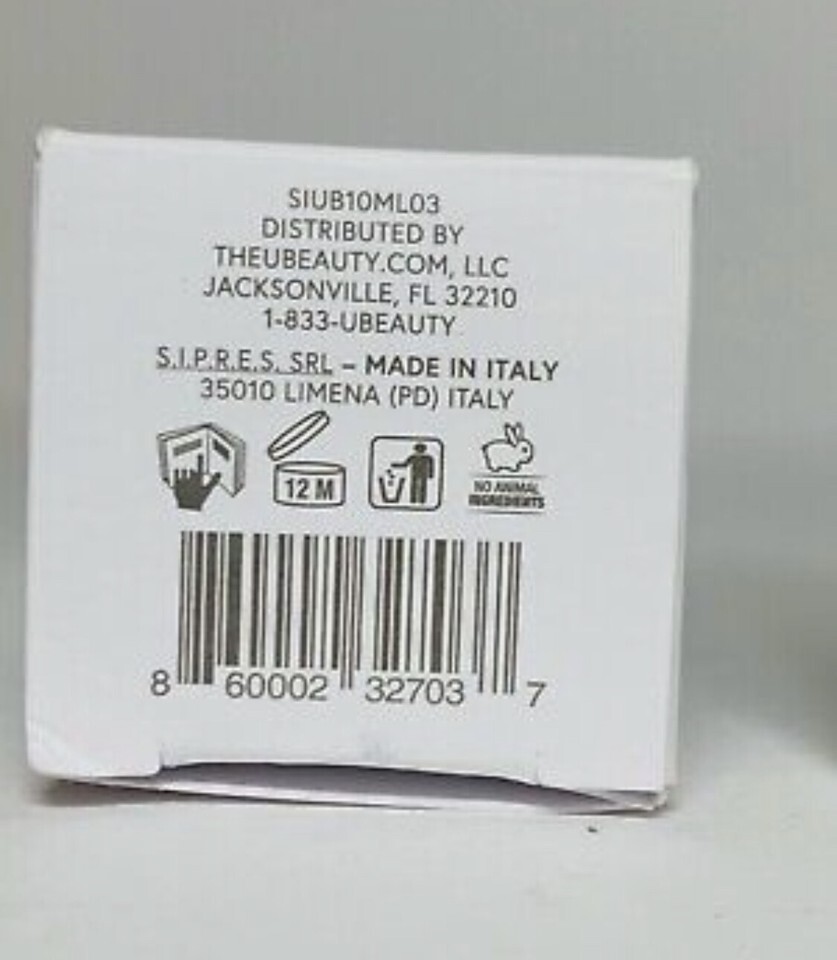 SIUB10ML03
DISTRIBUTED BY
THEUBEAUTY.COM, LLC
JACKSONVILLE, FL 32210
1-833-UBEAUTY
S.I.P.R.E.S. SRL – MADE IN ITALY
35010 LIMENA (PD) ITALY
12 M
NO ANIMAL
INGREDIENTS
8 60002 32703 7